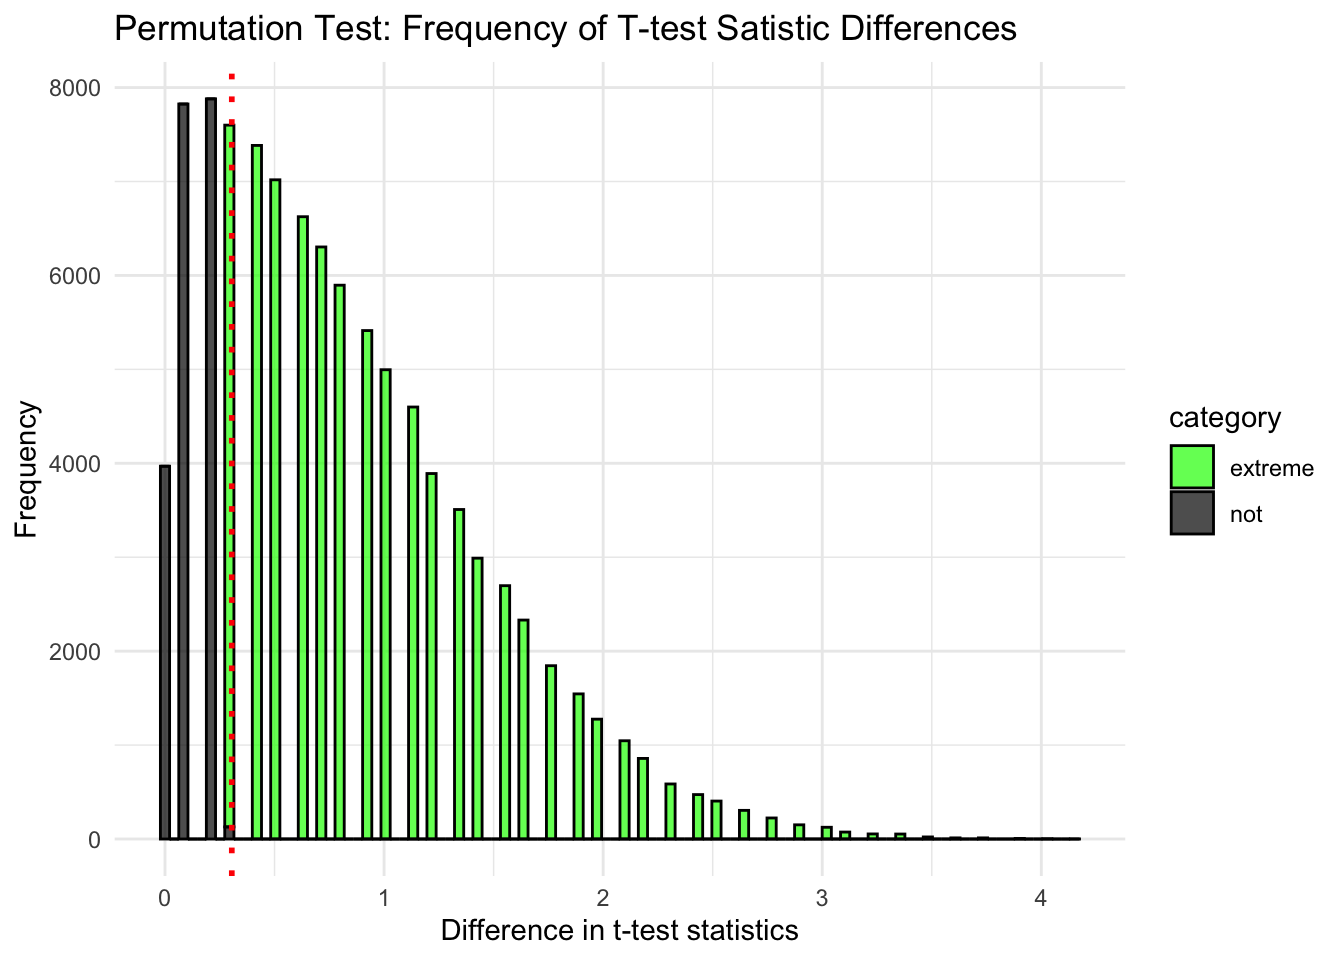 Permutation Test: Frequency of T-test Satistic Differences
8000
6000
4000
2000
0
Frequency
0 1 2 3 4
Difference in t-test statistics
category
extreme
not